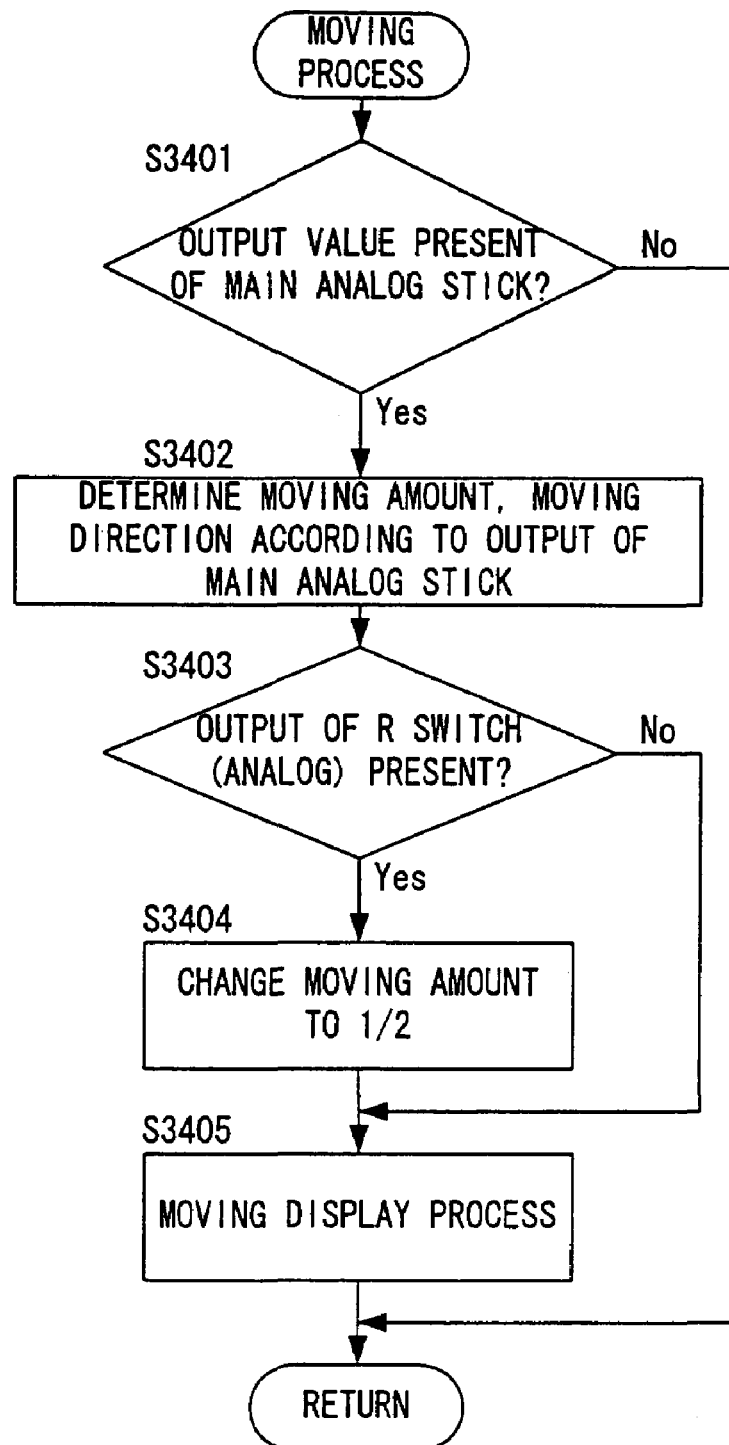 MOVING
PROCESS
S3401
OUTPUT VALUE PRESENT
OF MAIN ANALOG STICK?
No
Yes
S3402
DETERMINE MOVING AMOUNT, MOVING
DIRECTION ACCORDING TO OUTPUT OF
MAIN ANALOG STICK
S3403
OUTPUT OF R SWITCH
(ANALOG) PRESENT?
No
Yes
S3404
CHANGE MOVING AMOUNT
TO 1/2
S3405
MOVING DISPLAY PROCESS
RETURN